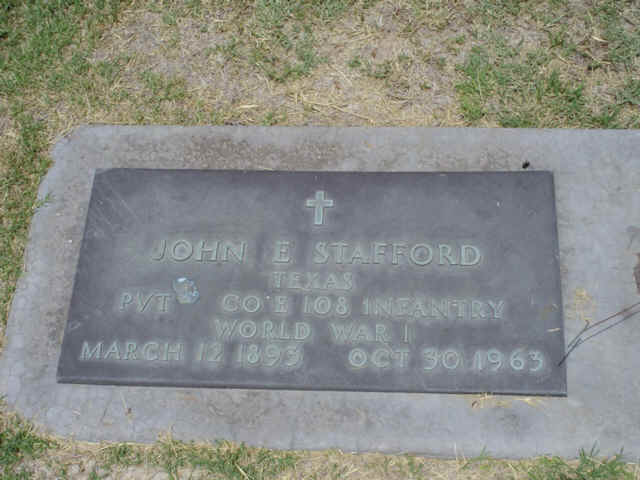 JOHN E STAFFORD
TEXAS
PVT CO E 108 INFANTRY
WORLD WAR I
MARCH 12 1893 OCT 30 1963